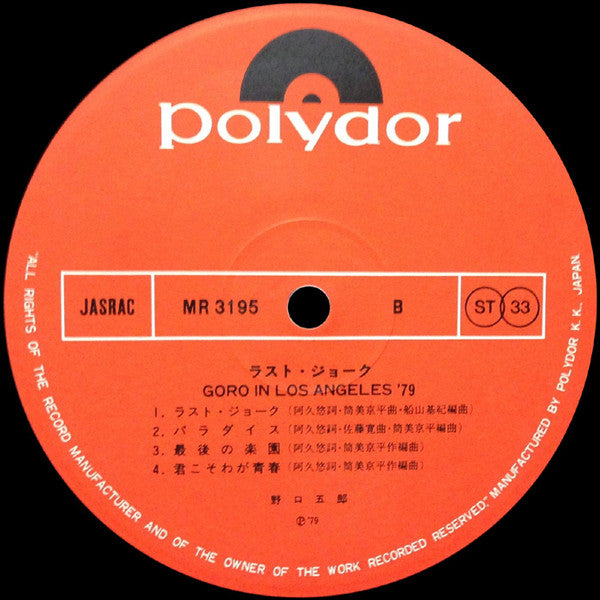 polydor
JASRAC
MR 3195
B
ST 33
ラスト・ジョーク
GORO IN LOS ANGELES '79
1. ラスト・ジョーク (阿久悠詞・筒美京平曲・船山基紀編曲)
2. パラダイス (阿久悠詞・佐藤寛曲・筒美京平編曲)
3. 最後の楽園 (阿久悠詞・筒美京平作編曲)
4. 君こそわが青春 (阿久悠詞・筒美京平作編曲)
野口五郎
Ⓟ '79
"ALL RIGHTS OF THE RECORD MANUFACTURER AND OF THE OWNER OF THE WORK RECORDED RESERVED." MANUFACTURED BY POLYDOR K.K., JAPAN.